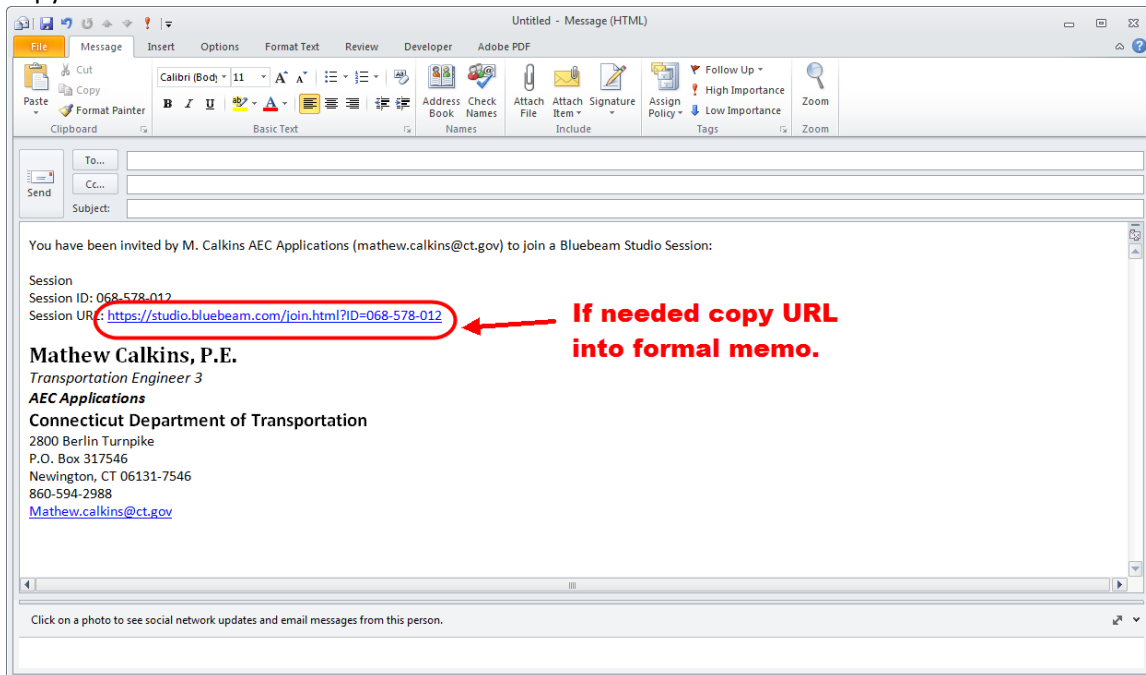 Untitled - Message (HTML)
File Message Insert Options Format Text Review Developer Adobe PDF
Paste
Cut
Copy
Format Painter
Clipboard
Calibri (Body 11
B I U
Basic Text
Address Book
Check Names
Names
Attach File
Attach Item
Signature
Include
Assign Policy
Follow Up
High Importance
Low Importance
Tags
Zoom
Zoom
Send
To...
Cc...
Subject:
You have been invited by M. Calkins AEC Applications (mathew.calkins@ct.gov) to join a Bluebeam Studio Session:
Session
Session ID: 068-578-012
Session URL: https://studio.bluebeam.com/join.html?ID=068-578-012
If needed copy URL
into formal memo.
Mathew Calkins, P.E.
Transportation Engineer 3
AEC Applications
Connecticut Department of Transportation
2800 Berlin Turnpike
P.O. Box 317546
Newington, CT 06131-7546
860-594-2988
Mathew.calkins@ct.gov
Click on a photo to see social network updates and email messages from this person.